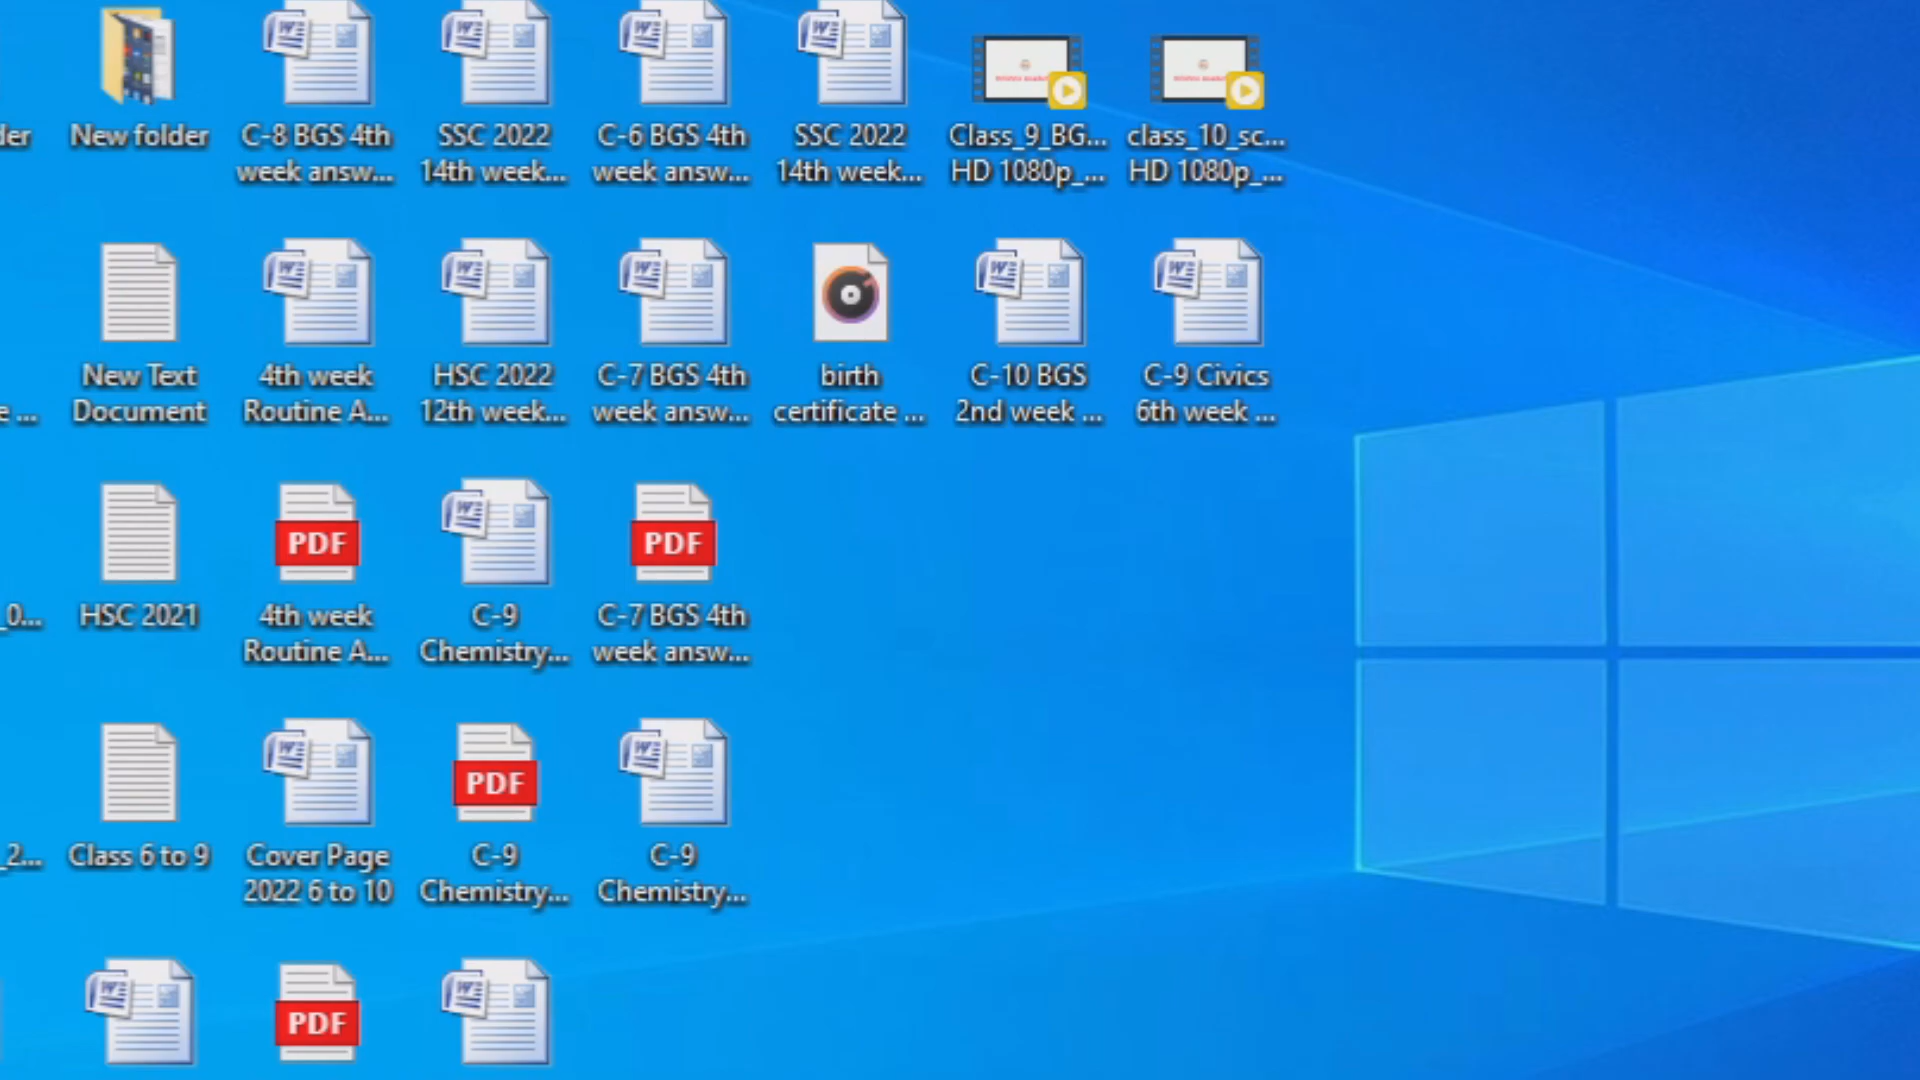 der
New folder
C-8 BGS 4th
week answ...
SSC 2022
14th week...
C-6 BGS 4th
week answ...
SSC 2022
14th week...
Class_9_BG...
HD 1080p_...
class_10_sc...
HD 1080p_...
e ...
New Text
Document
4th week
Routine A...
HSC 2022
12th week...
C-7 BGS 4th
week answ...
birth
certificate ...
C-10 BGS
2nd week ...
C-9 Civics
6th week ...
_0...
HSC 2021
PDF
4th week
Routine A...
C-9
Chemistry...
PDF
C-7 BGS 4th
week answ...
_2...
Class 6 to 9
Cover Page
2022 6 to 10
PDF
C-9
Chemistry...
C-9
Chemistry...
PDF